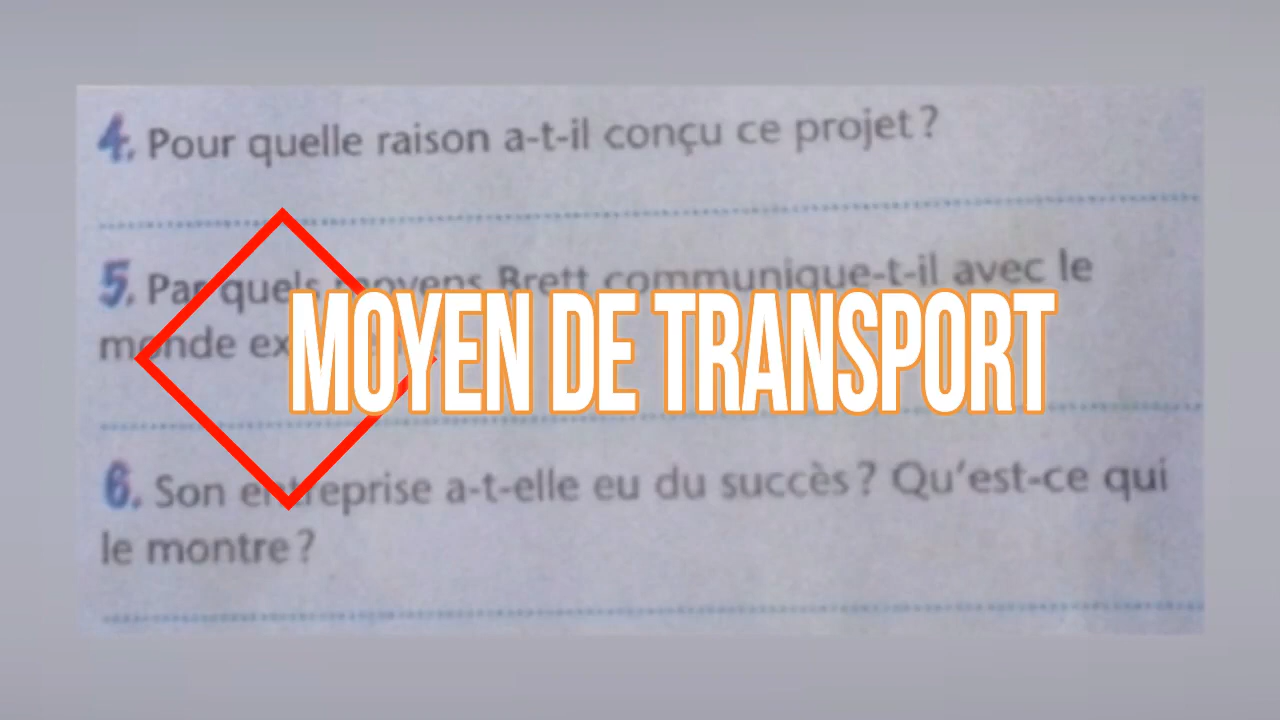 4. Pour quelle raison a-t-il conçu ce projet ?
5. Par quels moyens Brett communique-t-il avec le
monde
MOYEN DE TRANSPORT
6. Son entreprise a-t-elle eu du succès ? Qu'est-ce qui
le montre ?